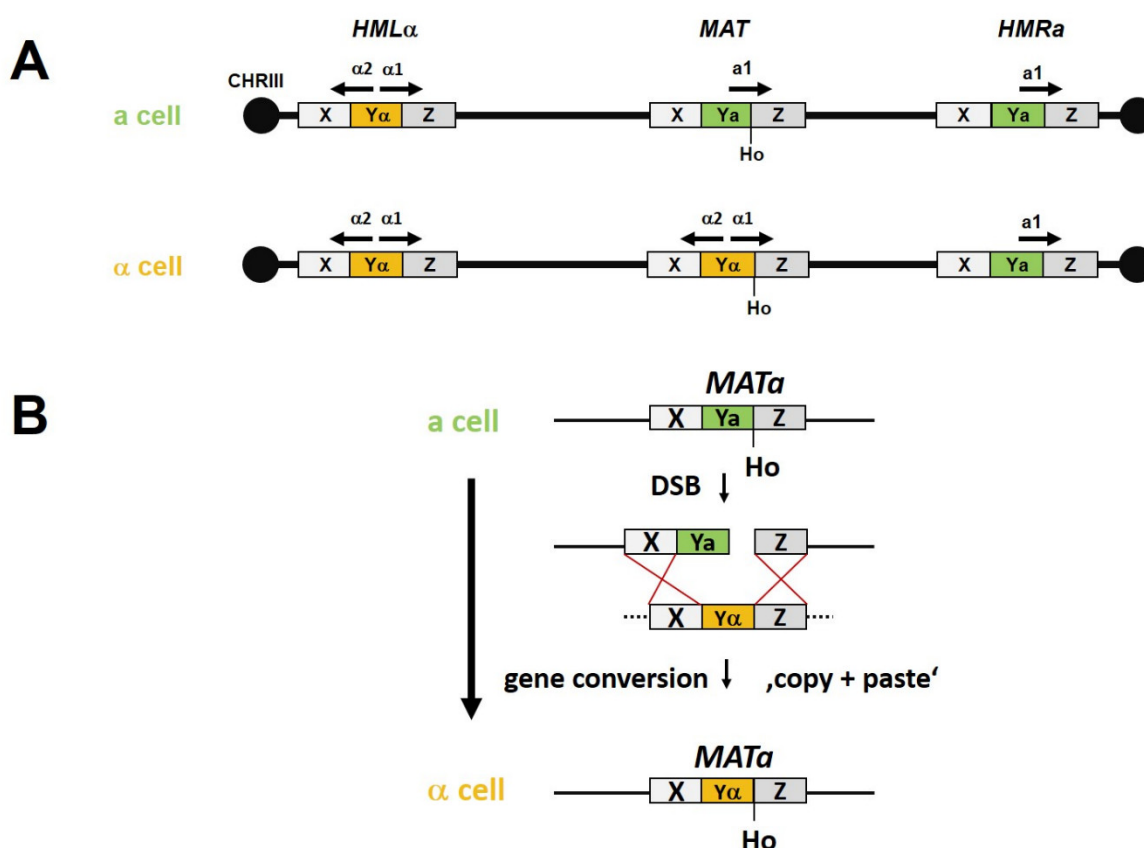 A
HMLα MAT HMRa
CHRIII
α2 α1 a1 a1
a cell X Yα Z X Ya Z X Ya Z
Ho
α2 α1 α2 α1 a1
α cell X Yα Z X Yα Z X Ya Z
Ho
B
MATa
a cell X Ya Z
Ho
DSB
X Ya Z
X Yα Z
gene conversion ‚copy + paste‘
MATa
α cell X Yα Z
Ho